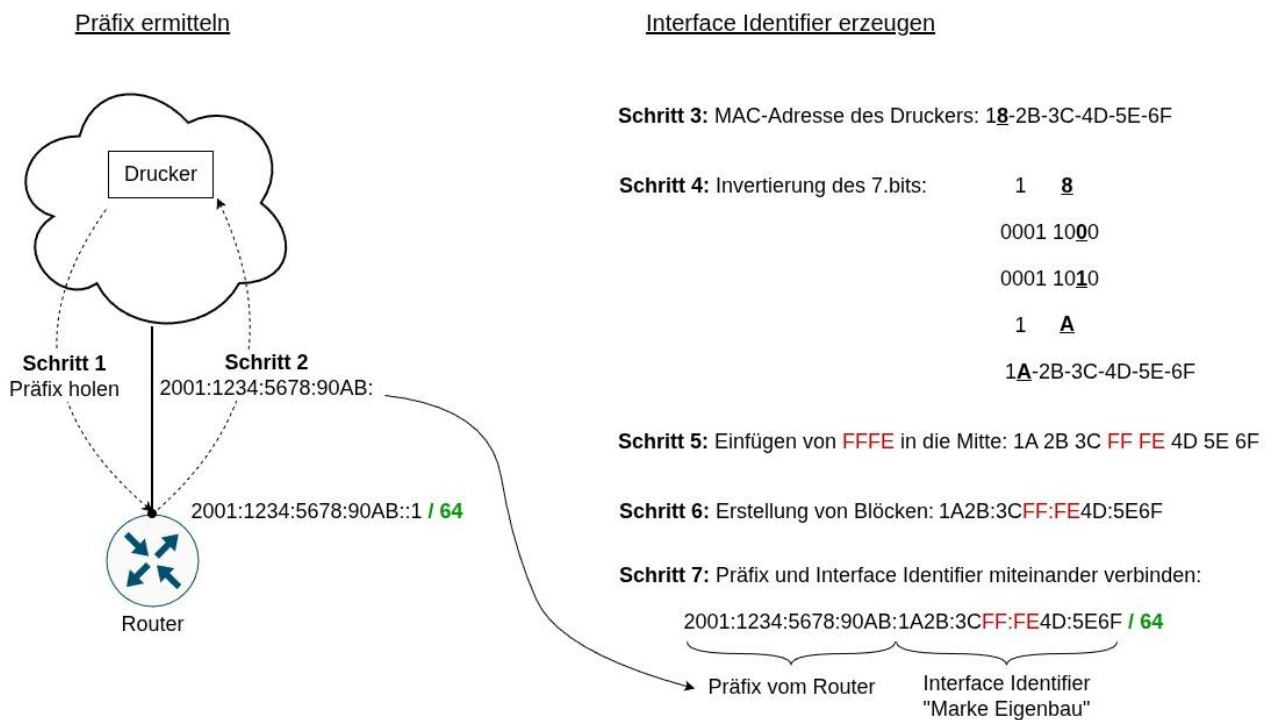 Präfix ermitteln
Drucker
Schritt 1
Präfix holen
Schritt 2
2001:1234:5678:90AB:
2001:1234:5678:90AB::1 / 64
Router
Interface Identifier erzeugen
Schritt 3: MAC-Adresse des Druckers: 18-2B-3C-4D-5E-6F
Schritt 4: Invertierung des 7.bits: 1 8
0001 1000
0001 1010
1 A
1A-2B-3C-4D-5E-6F
Schritt 5: Einfügen von FFFE in die Mitte: 1A 2B 3C FF FE 4D 5E 6F
Schritt 6: Erstellung von Blöcken: 1A2B:3CFF:FE4D:5E6F
Schritt 7: Präfix und Interface Identifier miteinander verbinden:
2001:1234:5678:90AB:1A2B:3CFF:FE4D:5E6F / 64
Präfix vom Router
Interface Identifier
"Marke Eigenbau"